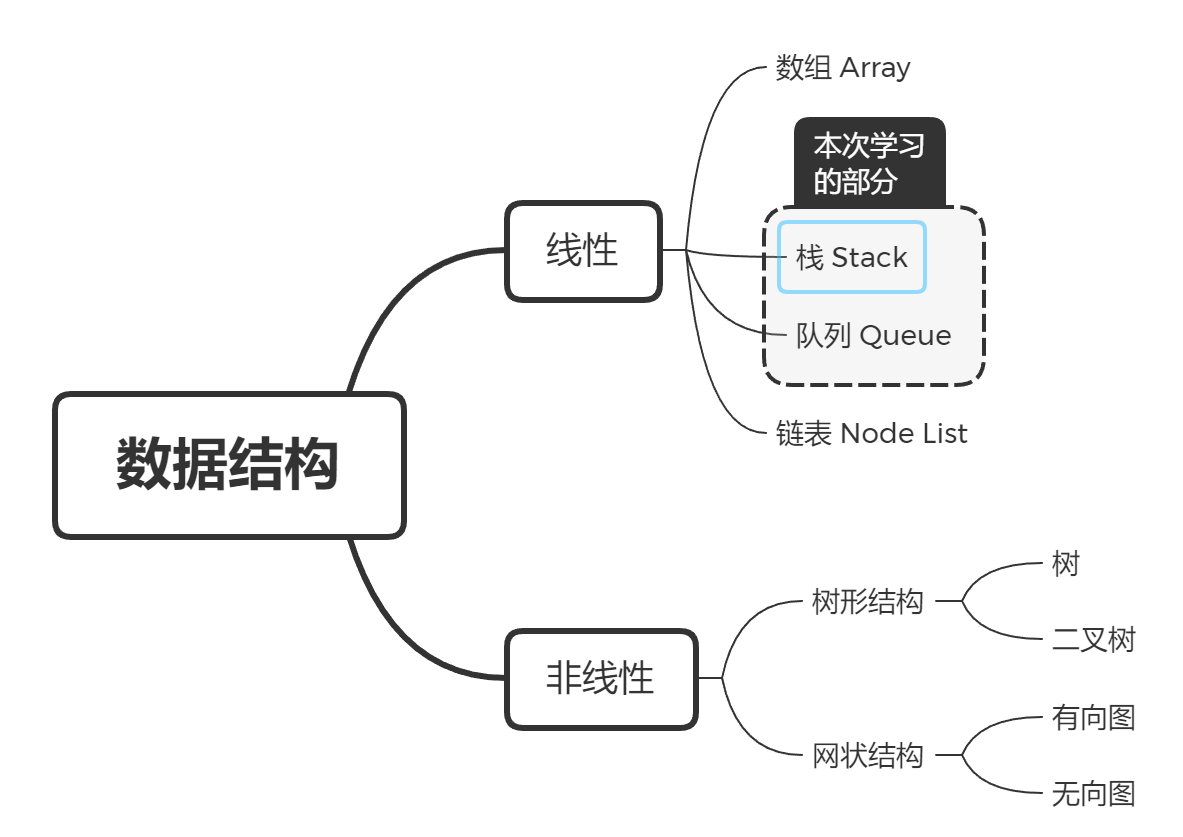 数据结构
线性
数组 Array
本次学习
的部分
栈 Stack
队列 Queue
链表 Node List
非线性
树形结构
树
二叉树
网状结构
有向图
无向图